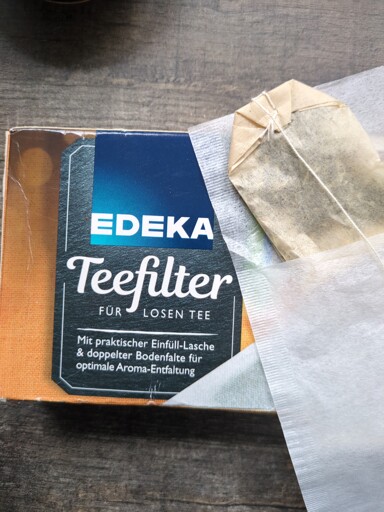 EDEKA
Teefilter
FÜR LOSEN TEE
Mit praktischer Einfüll-Lasche
& doppelter Bodenfalte für
optimale Aroma-Entfaltung